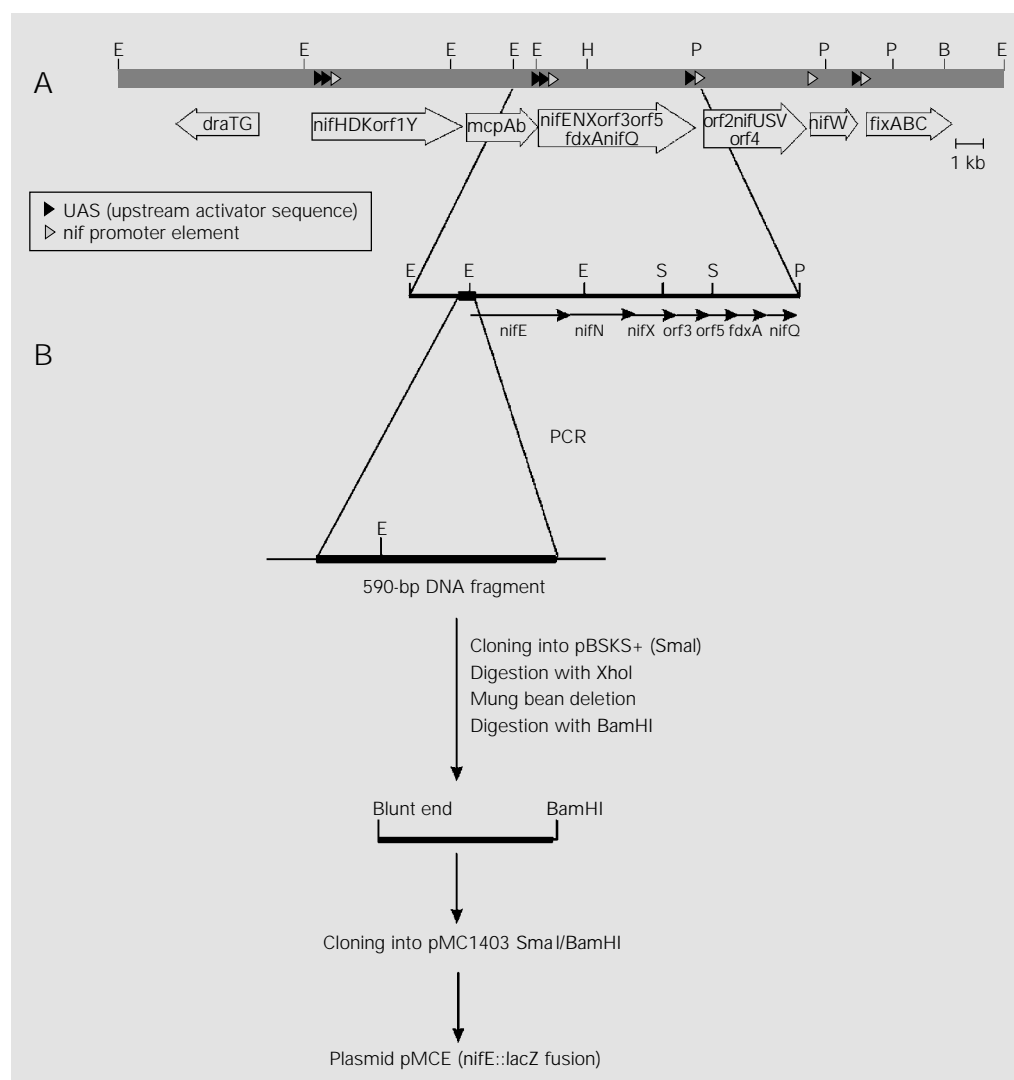 E E E E E H P P P B E
A
draTG
nifHDKorf1Y
mcpAb
nifENXorf3orf5
fdxAnifQ
orf2nifUSV
orf4
nifW
fixABC
1 kb
UAS (upstream activator sequence)
nif promoter element
E E E S S P
nifE nifN nifX orf3 orf5 fdxA nifQ
B
PCR
E
590-bp DNA fragment
Cloning into pBSKS+ (SmaI)
Digestion with XhoI
Mung bean deletion
Digestion with BamHI
Blunt end BamHI
Cloning into pMC1403 SmaI/BamHI
Plasmid pMCE (nifE::lacZ fusion)